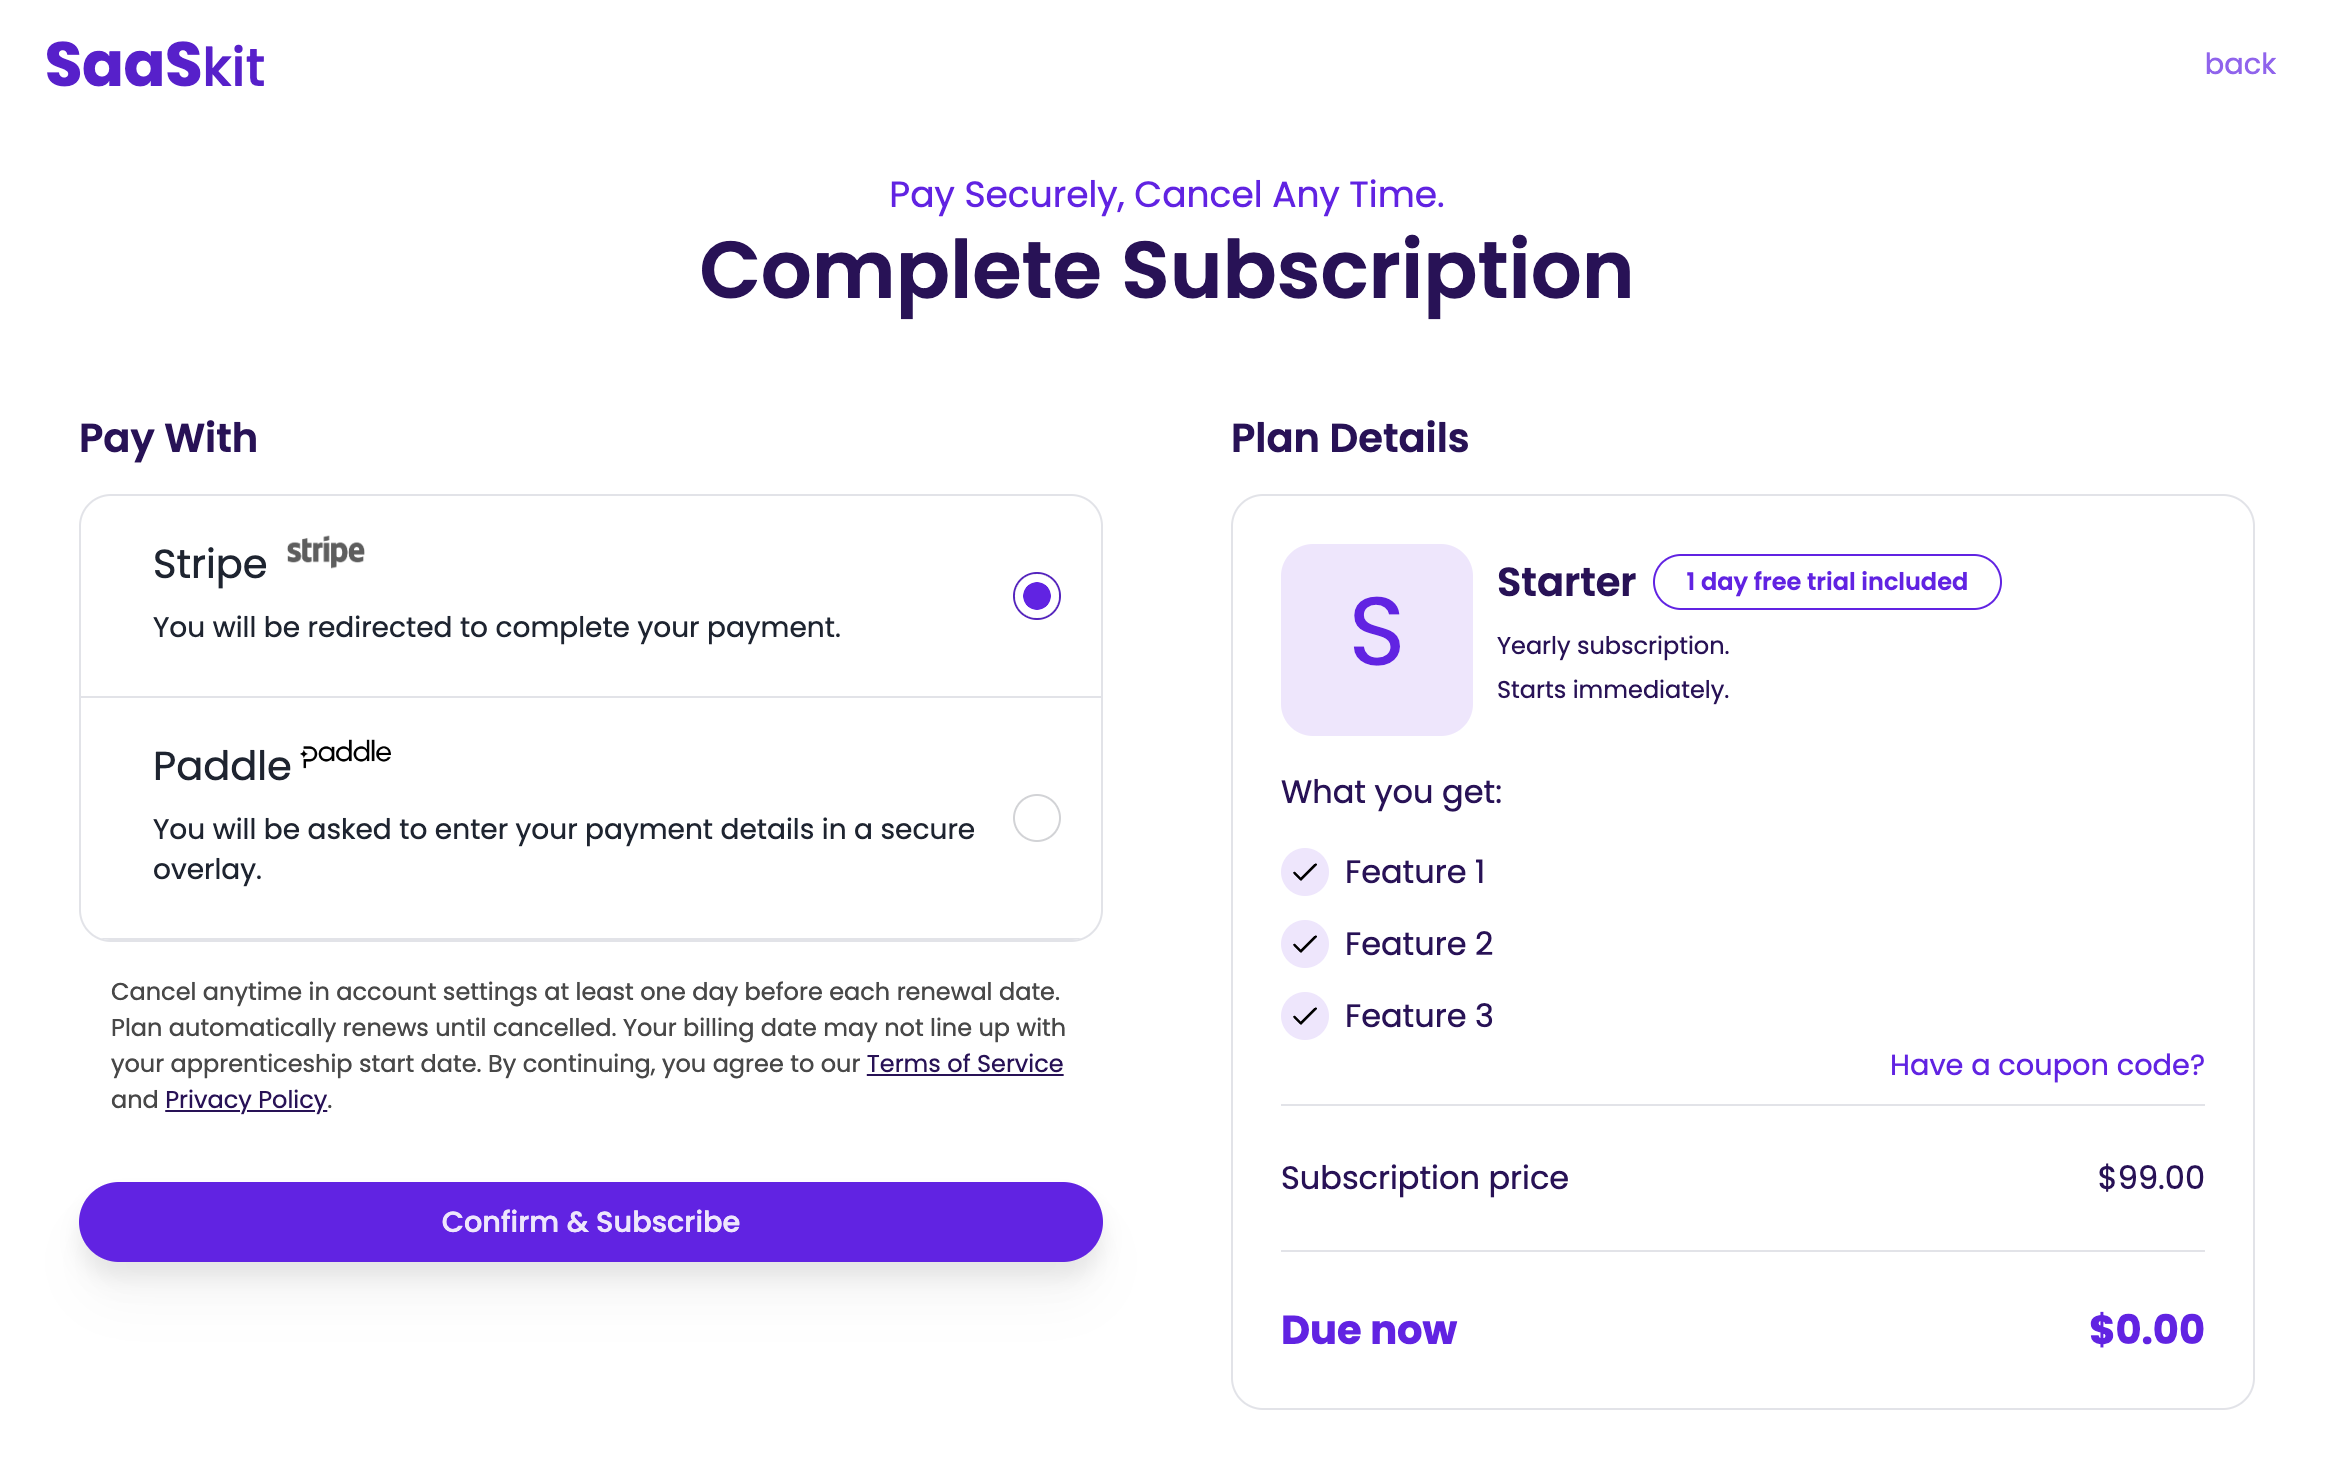 SaaSkit
back
Pay Securely, Cancel Any Time.
Complete Subscription
Pay With
Stripe stripe
You will be redirected to complete your payment.
Paddle paddle
You will be asked to enter your payment details in a secure
overlay.
Cancel anytime in account settings at least one day before each renewal date.
Plan automatically renews until cancelled. Your billing date may not line up with
your apprenticeship start date. By continuing, you agree to our Terms of Service
and Privacy Policy.
Confirm & Subscribe
Plan Details
S
Starter 1 day free trial included
Yearly subscription.
Starts immediately.
What you get:
Feature 1
Feature 2
Feature 3
Have a coupon code?
Subscription price $99.00
Due now $0.00